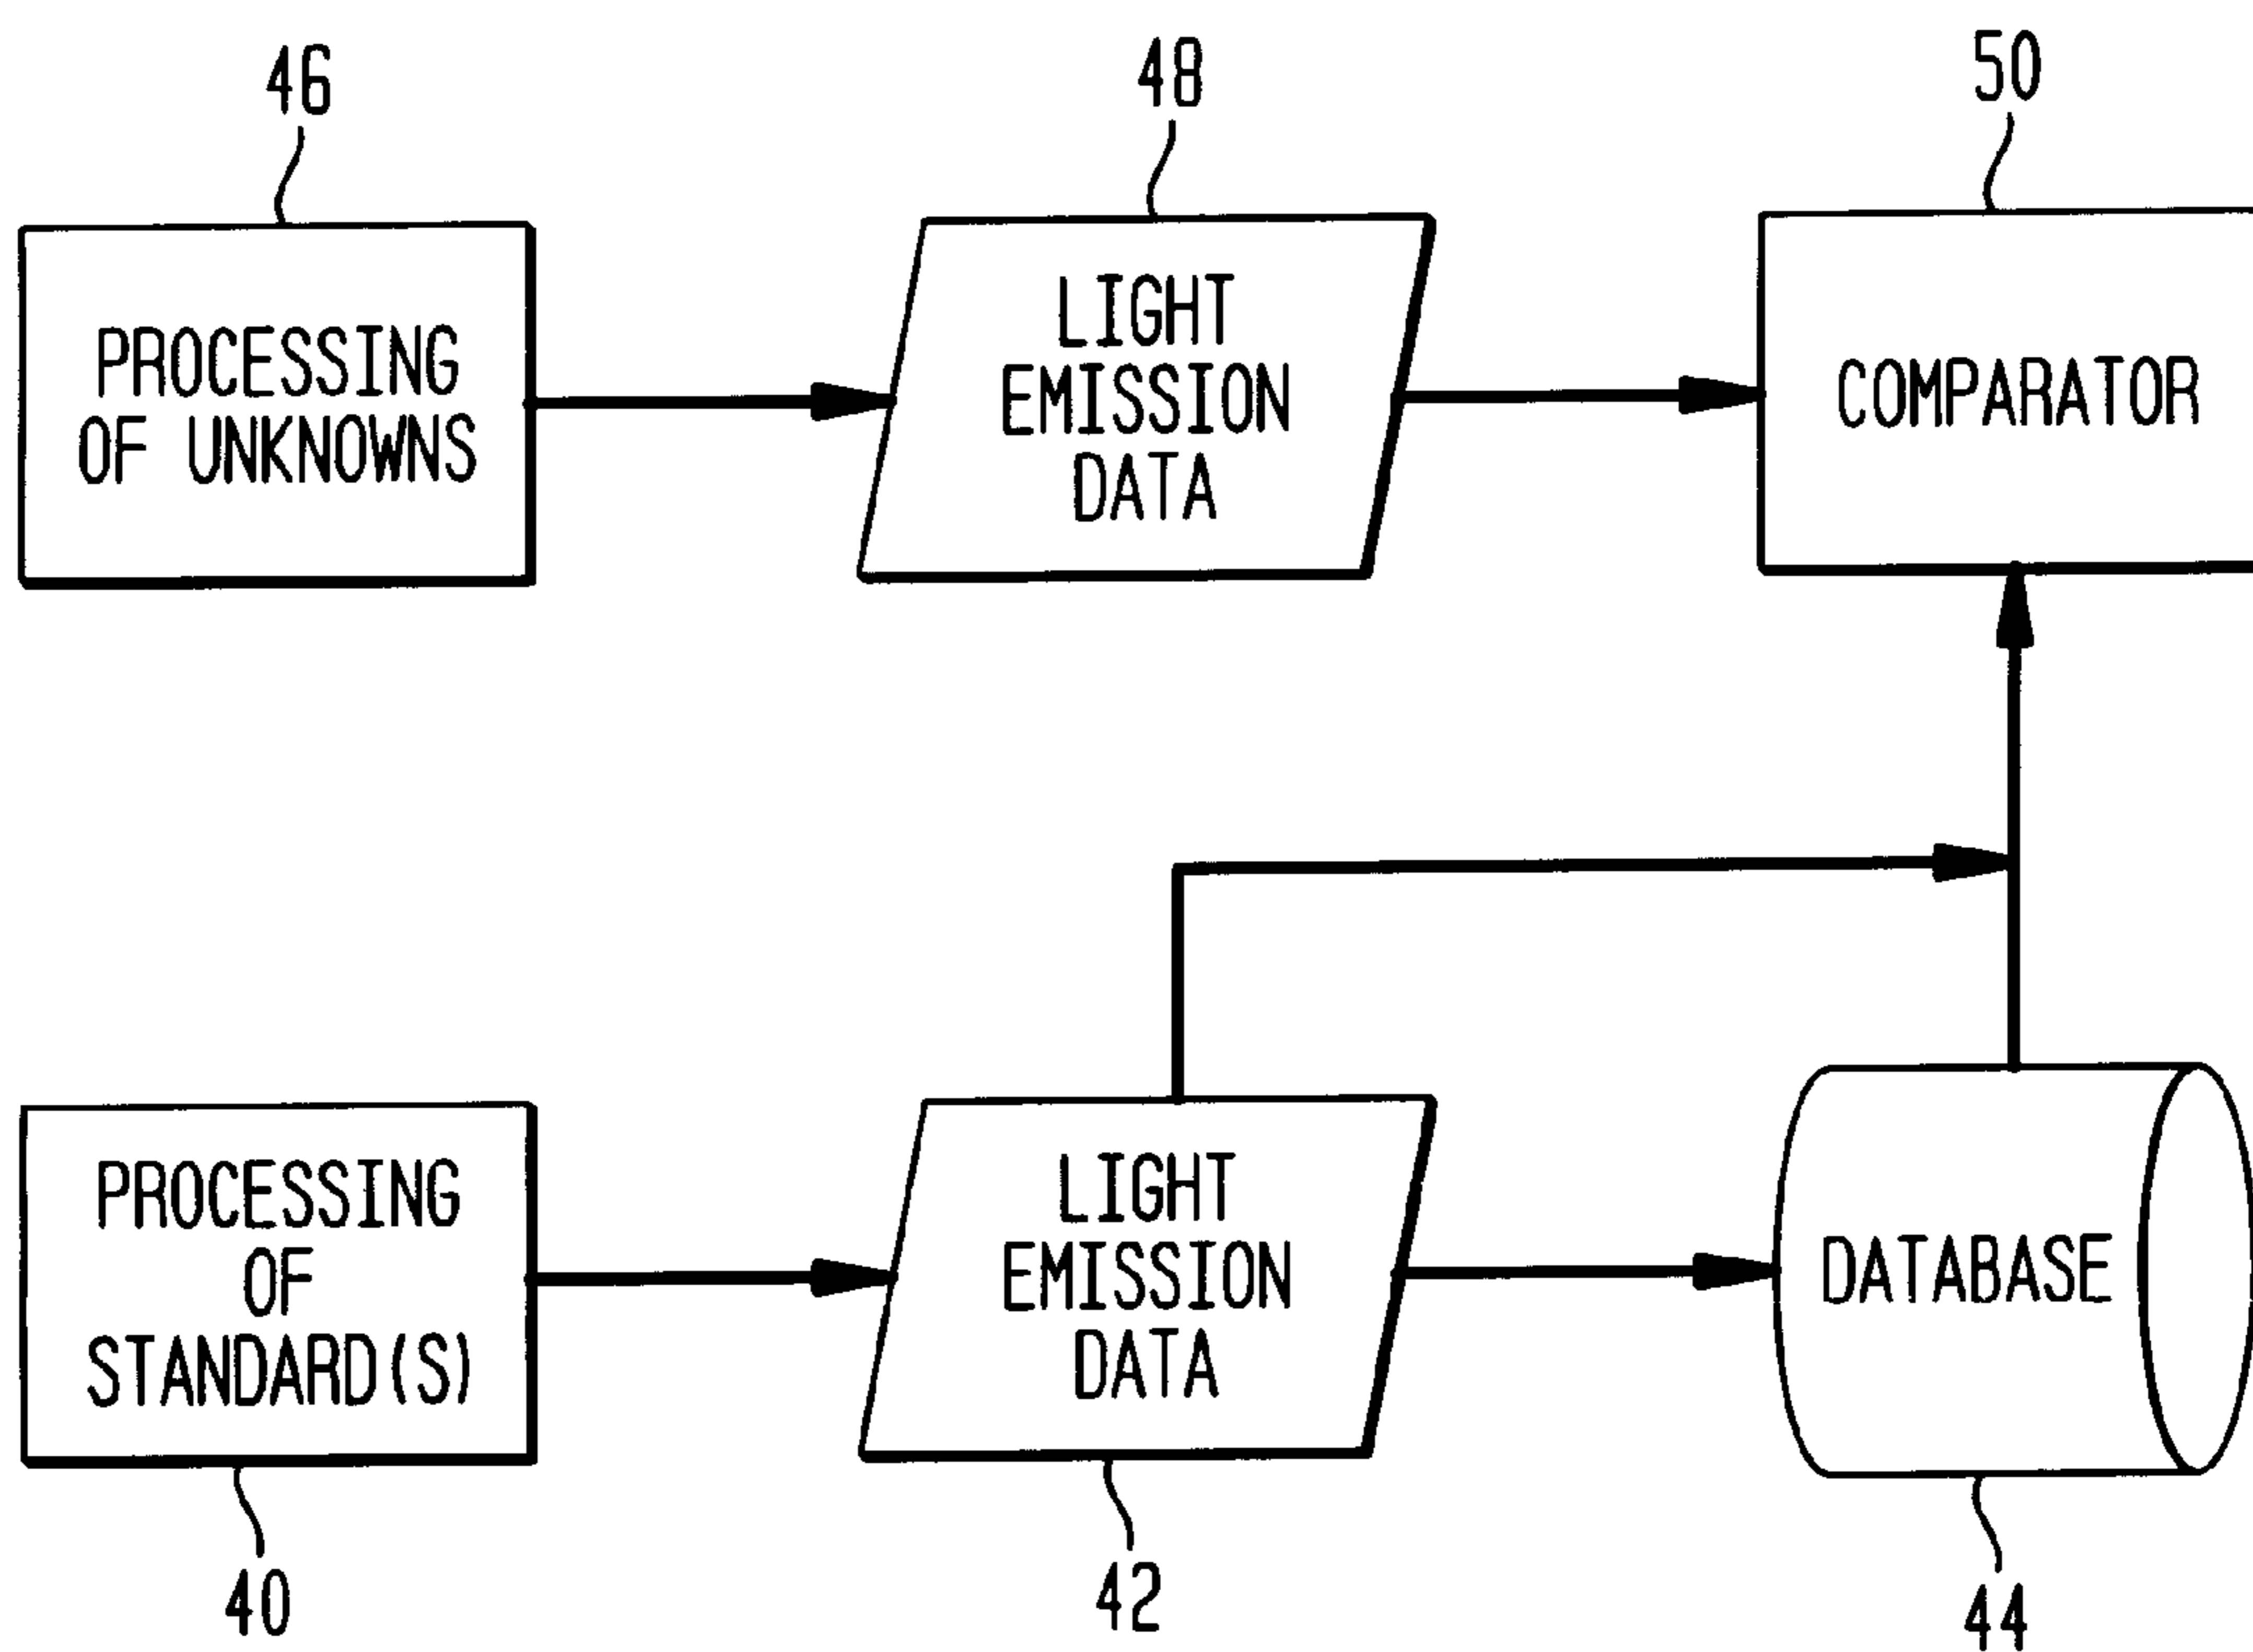 46
48
50
PROCESSING
OF UNKNOWNS
LIGHT
EMISSION
DATA
COMPARATOR
PROCESSING
OF
STANDARD(S)
LIGHT
EMISSION
DATA
DATABASE
40
42
44